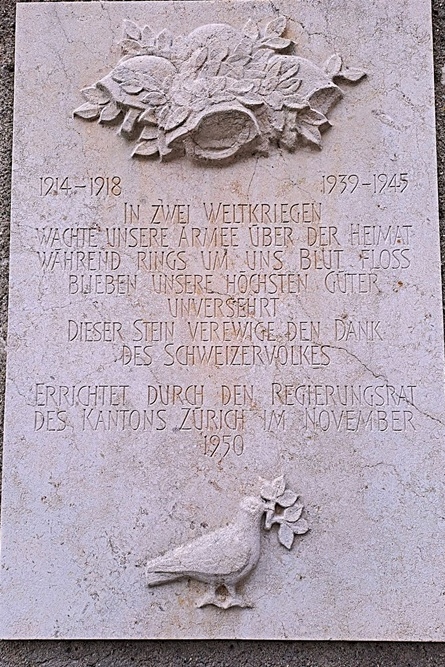 1914–1918 1939–1945
IN ZWEI WELTKRIEGEN
WACHTE UNSERE ARMEE ÜBER DER HEIMAT
WÄHREND RINGS UM UNS BLUT FLOSS
BLIEBEN UNSERE HÖCHSTEN GÜTER
UNVERSEHRT
DIESER STEIN VEREWIGE DEN DANK
DES SCHWEIZERVOLKES
ERRICHTET DURCH DEN REGIERUNGSRAT
DES KANTONS ZÜRICH IM NOVEMBER
1950